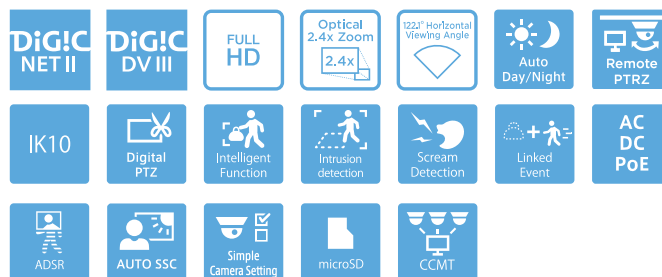 DiG!C
NET II
DiG!C
DV III
FULL
HD
Optical
2.4x Zoom
2.4x
122.1° Horizontal
Viewing Angle
Auto
Day/Night
Remote
PTRZ
IK10
Digital
PTZ
Intelligent
Function
Intrusion
detection
Scream
Detection
Linked
Event
AC
DC
PoE
ADSR
AUTO SSC
Simple
Camera Setting
microSD
CCMT